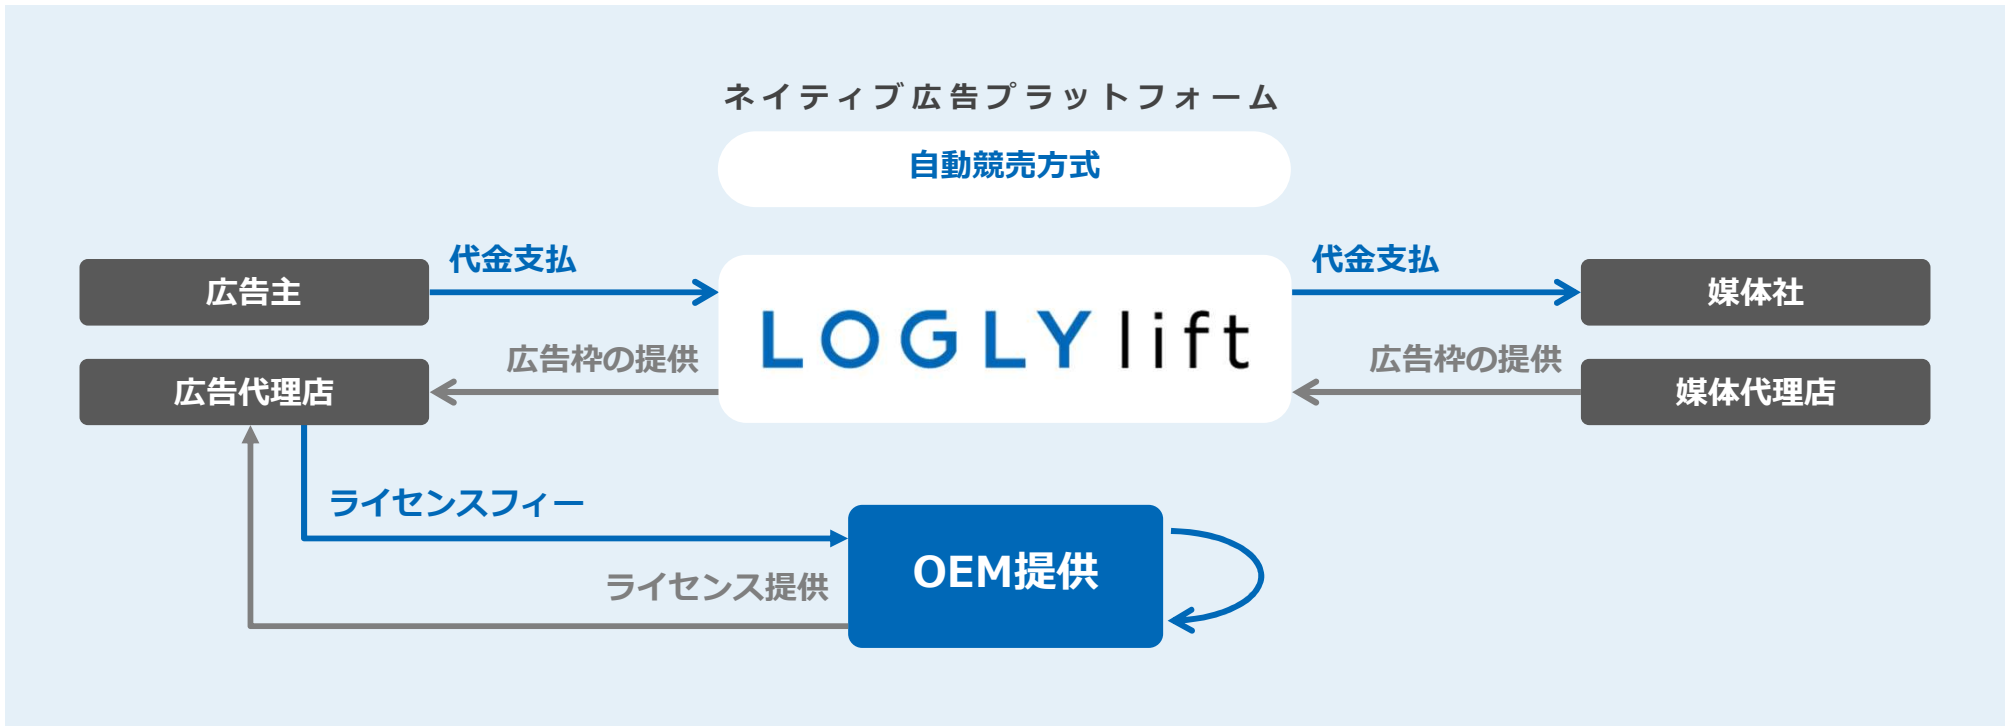 ネイティブ広告プラットフォーム
自動競売方式
代金支払
代金支払
広告主
LOGLY lift
媒体社
広告枠の提供
広告枠の提供
広告代理店
媒体代理店
ライセンスフィー
OEM提供
ライセンス提供